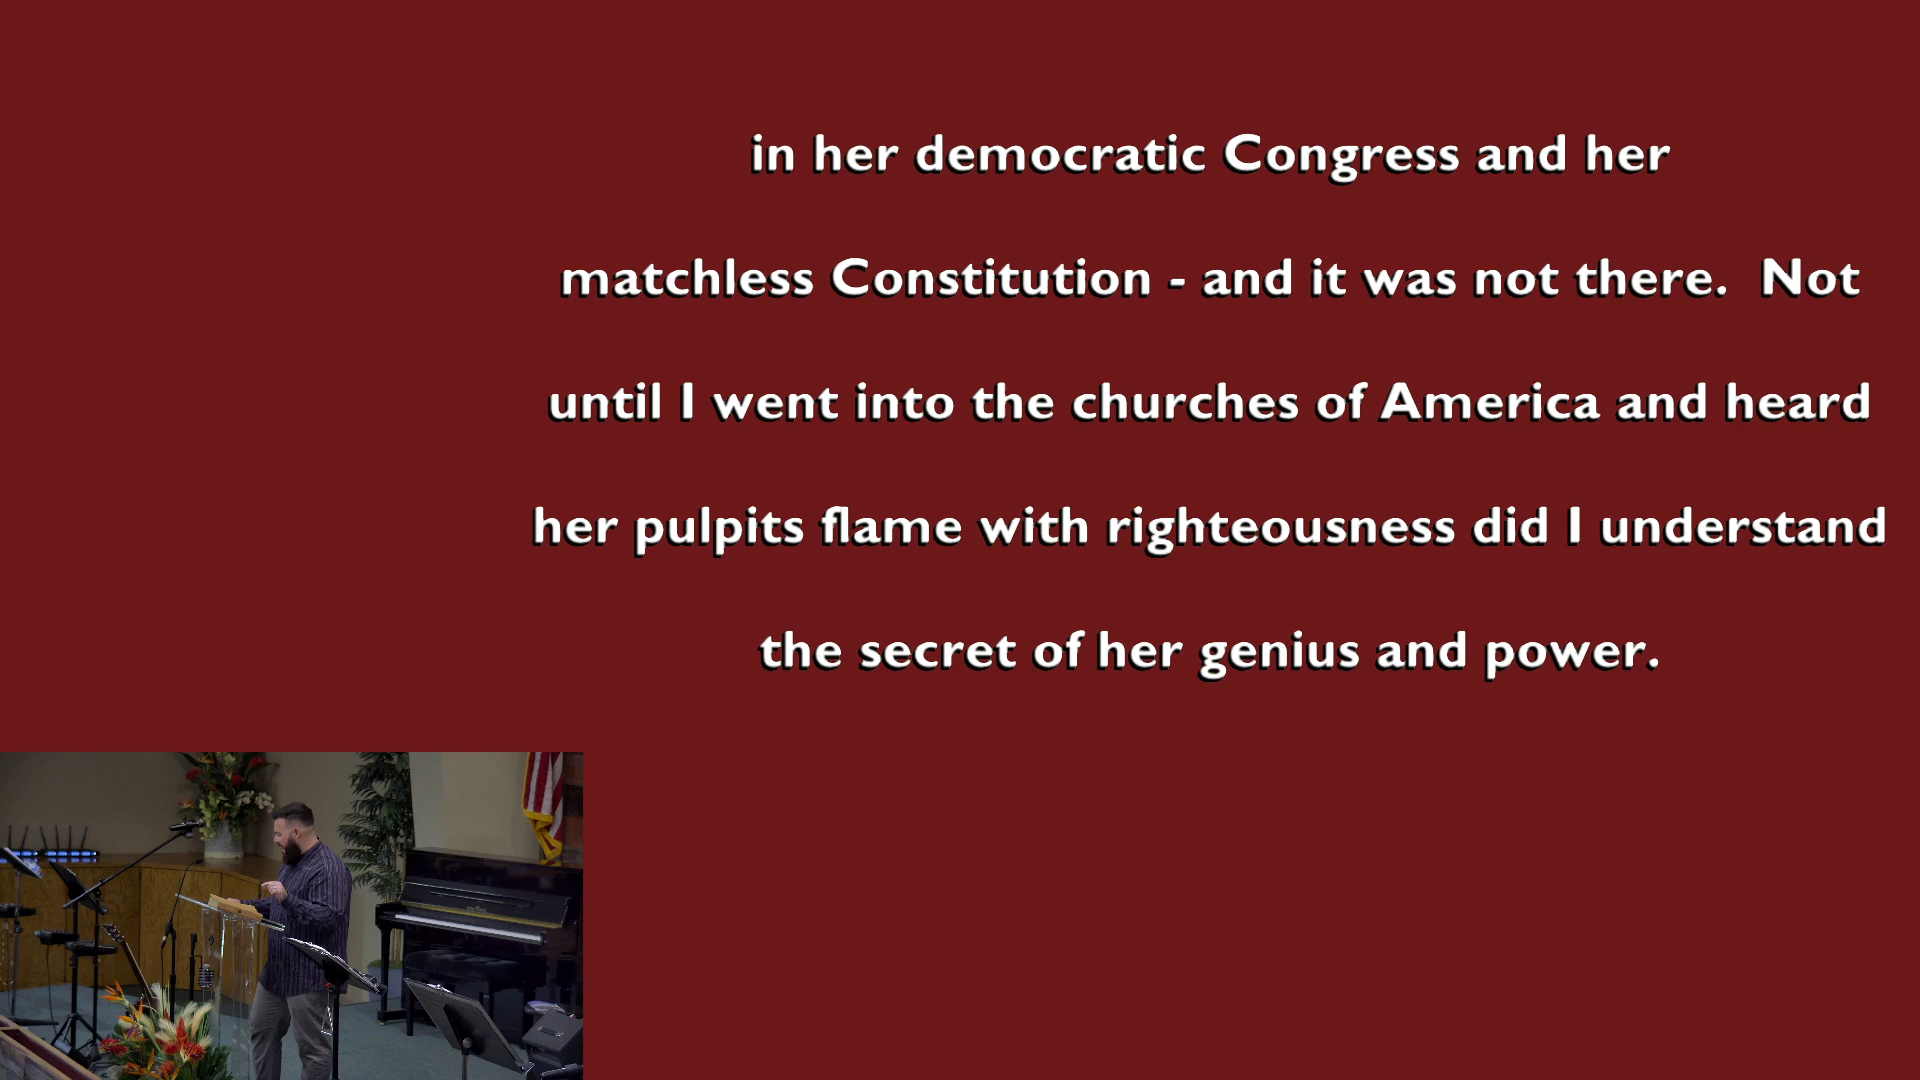 in her democratic Congress and her
matchless Constitution - and it was not there.  Not
until I went into the churches of America and heard
her pulpits flame with righteousness did I understand
the secret of her genius and power.